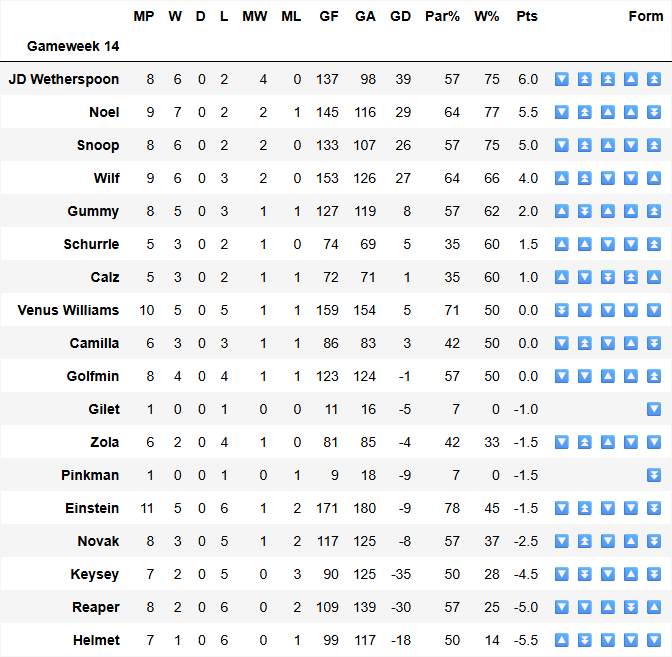 MP W D L MW ML GF GA GD Par% W% Pts Form
Gameweek 14
JD Wetherspoon 8 6 0 2 4 0 137 98 39 57 75 6.0
Noel 9 7 0 2 2 1 145 116 29 64 77 5.5
Snoop 8 6 0 2 2 0 133 107 26 57 75 5.0
Wilf 9 6 0 3 2 0 153 126 27 64 66 4.0
Gummy 8 5 0 3 1 1 127 119 8 57 62 2.0
Schurrle 5 3 0 2 1 0 74 69 5 35 60 1.5
Calz 5 3 0 2 1 1 72 71 1 35 60 1.0
Venus Williams 10 5 0 5 1 1 159 154 5 71 50 0.0
Camilla 6 3 0 3 1 1 86 83 3 42 50 0.0
Golfmin 8 4 0 4 1 1 123 124 -1 57 50 0.0
Gilet 1 0 0 1 0 0 11 16 -5 7 0 -1.0
Zola 6 2 0 4 1 0 81 85 -4 42 33 -1.5
Pinkman 1 0 0 1 0 1 9 18 -9 7 0 -1.5
Einstein 11 5 0 6 1 2 171 180 -9 78 45 -1.5
Novak 8 3 0 5 1 2 117 125 -8 57 37 -2.5
Keysey 7 2 0 5 0 3 90 125 -35 50 28 -4.5
Reaper 8 2 0 6 0 2 109 139 -30 57 25 -5.0
Helmet 7 1 0 6 0 1 99 117 -18 50 14 -5.5